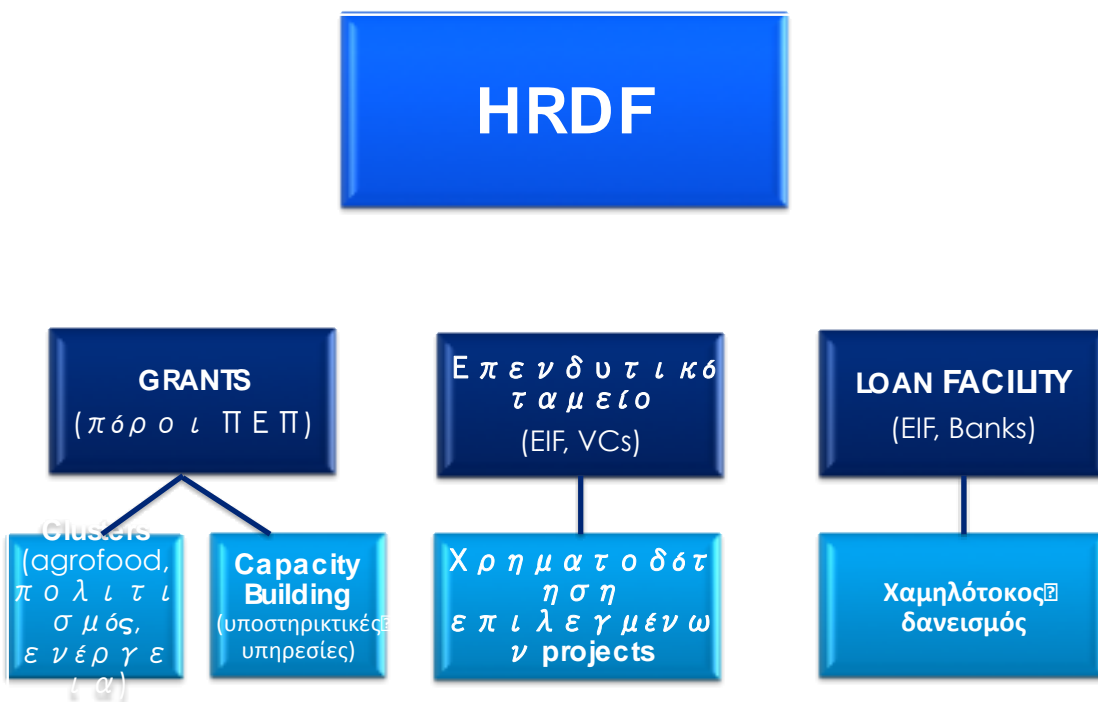 HRDF
GRANTS
(πόροι ΠΕΠ)
Επενδυτικό
ταμείο
(EIF, VCs)
LOAN FACILITY
(EIF, Banks)
Clusters
(agrofood,
πολιτι
σμός,
ενέργε
ια)
Capacity
Building
(υποστηρικτικές
υπηρεσίες)
Χρηματοδότ
ηση
επιλεγμένω
ν projects
Χαμηλότοκος
δανεισμός